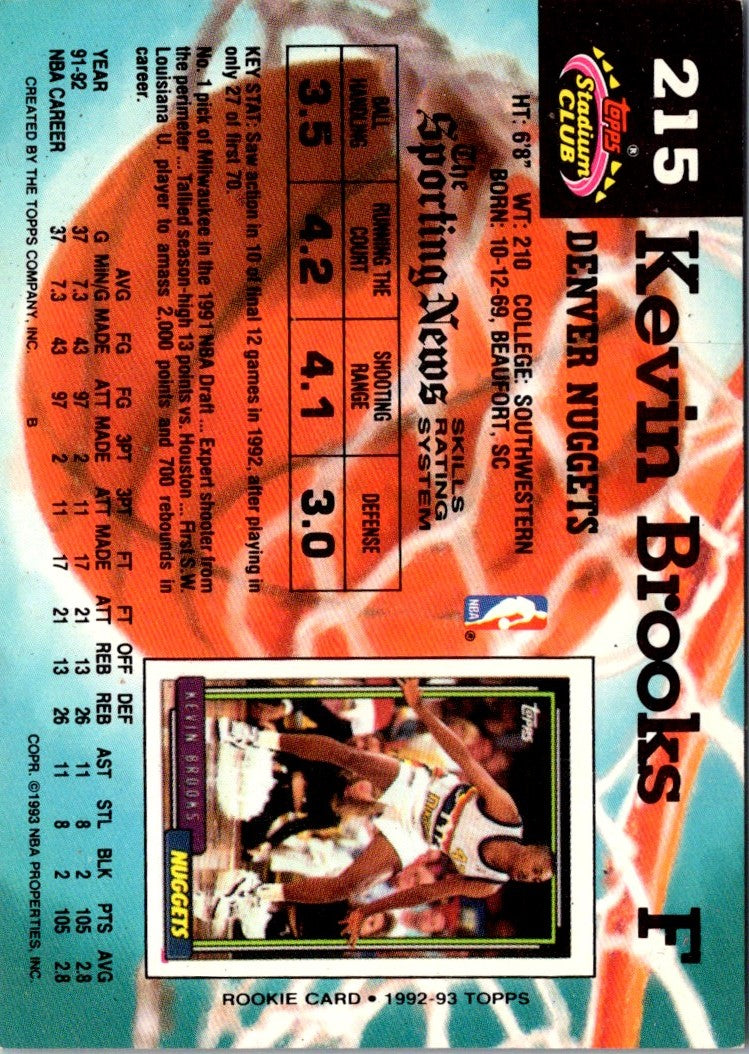 215 Kevin Brooks F
topps®
Stadium
CLUB
DENVER NUGGETS
HT: 6'8" WT: 210 COLLEGE: SOUTHWESTERN
BORN: 10-12-69, BEAUFORT, SC
NBA ®
The
Sporting News
SKILLS
RATING
SYSTEM
BALL HANDLING RUNNING THE COURT SHOOTING RANGE DEFENSE
3.5 4.2 4.1 3.0
KEY STAT: Saw action in 10 of final 12 games in 1992, after playing in
only 27 of first 70.
No. 1 pick of Milwaukee in the 1991 NBA Draft ... Expert shooter from
the perimeter ... Tallied season-high 13 points vs. Houston ... First S.W.
Louisiana U. player to amass 2,000 points and 700 rebounds in
career.
AVG FG FG 3PT 3PT FT FT OFF DEF
YEAR G MIN/G MADE ATT MADE ATT MADE ATT REB REB AST STL BLK PTS AVG
91-92 37 7.3 43 97 2 11 17 21 13 26 11 8 2 105 2.8
NBA CAREER 37 7.3 43 97 2 11 17 21 13 26 11 8 2 105 2.8
CREATED BY THE TOPPS COMPANY, INC. B COPR. ©1993 NBA PROPERTIES, INC.
topps
KEVIN BROOKS
NUGGETS
ROOKIE CARD • 1992-93 TOPPS